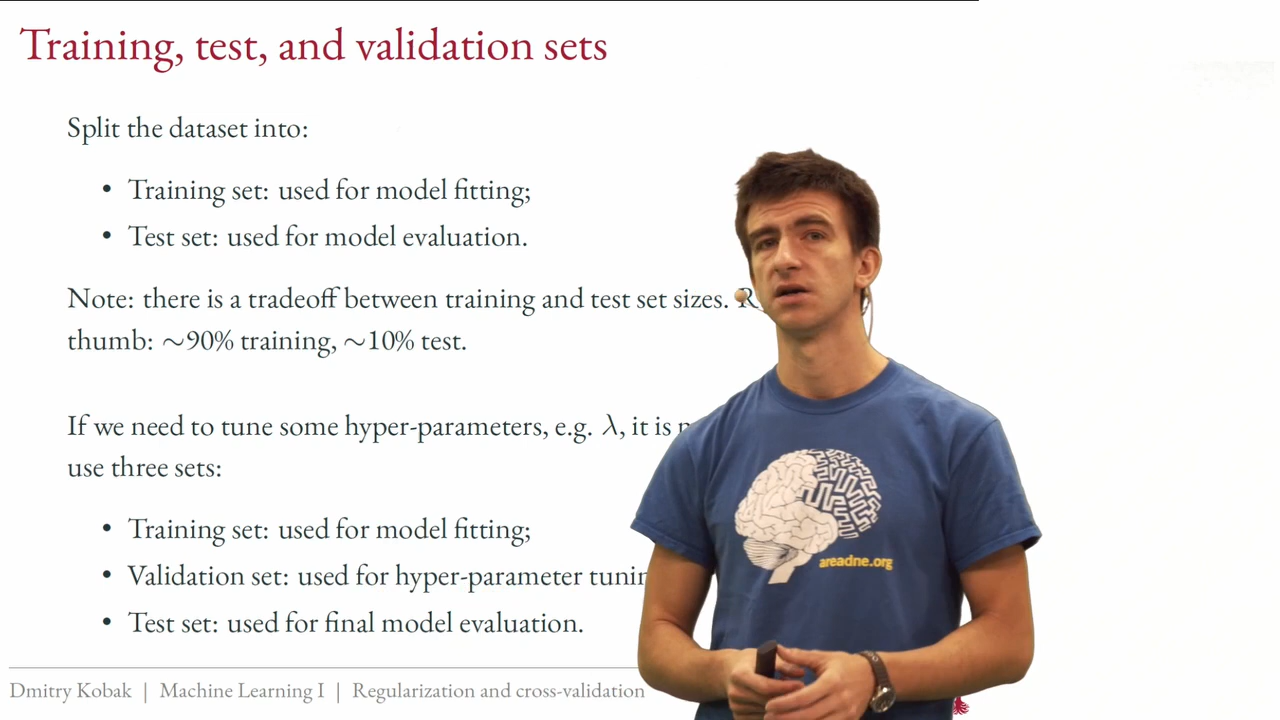 Training, test, and validation sets
Split the dataset into:
• Training set: used for model fitting;
• Test set: used for model evaluation.
Note: there is a tradeoff between training and test set sizes.
thumb: ~90% training, ~10% test.
If we need to tune some hyper-parameters, e.g. λ, it is
use three sets:
• Training set: used for model fitting;
• Validation set: used for hyper-parameter
• Test set: used for final model evaluation.
areadne.org
Dmitry Kobak | Machine Learning I | Regularization and cross-validation